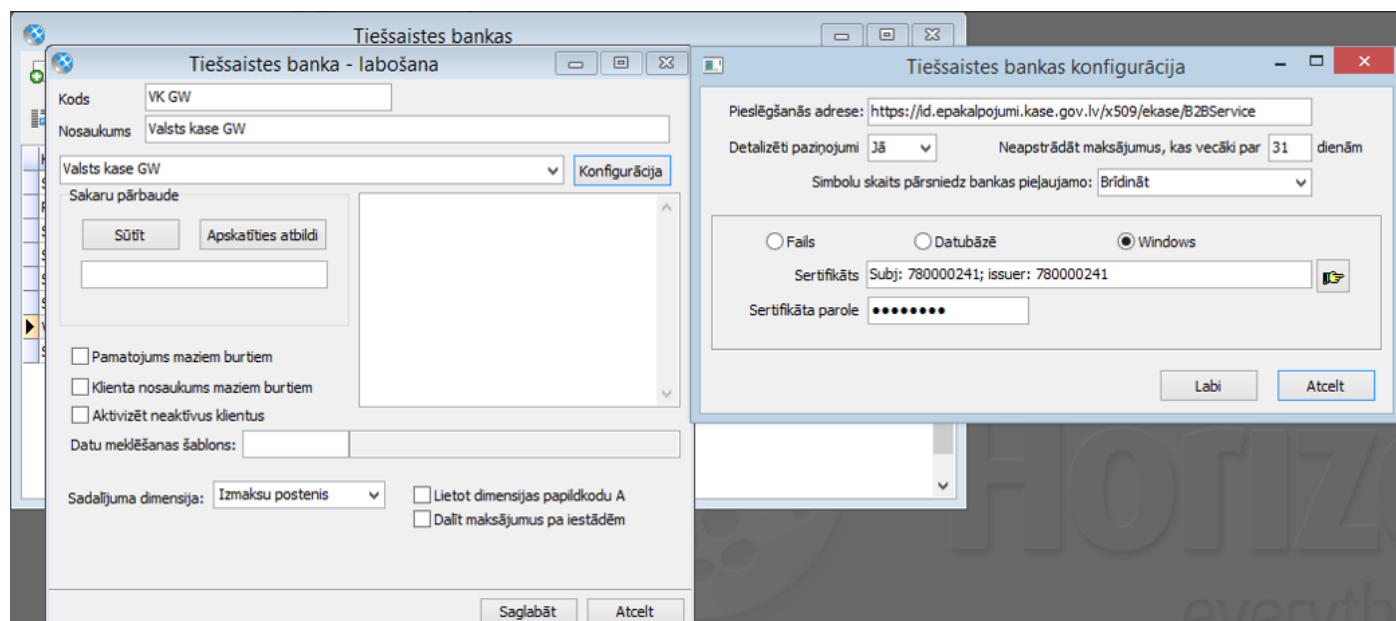 Tiešsaistes bankas
Tiešsaistes banka - labošana
Kods VK GW
Nosaukums Valsts kase GW
Valsts kase GW Konfigurācija
Sakaru pārbaude
Sūtīt Apskatīties atbildi
Pamatojums maziem burtiem
Klienta nosaukums maziem burtiem
Aktivizēt neaktīvus klientus
Datu meklēšanas šablons:
Sadalījuma dimensija: Izmaksu postenis Lietot dimensijas papildkodu A
Dalīt maksājumus pa iestādēm
Saglabāt Atcelt
Tiešsaistes bankas konfigurācija
Pieslēgšanās adrese: https://id.epakalpojumi.kase.gov.lv/x509/ekase/B2BService
Detalizēti paziņojumi Jā Neapstrādāt maksājumus, kas vecāki par 31 dienām
Simbolu skaits pārsniedz bankas pieļaujamo: Brīdināt
Fails Datubāzē Windows
Sertifikāts Subj: 780000241; issuer: 780000241
Sertifikāta parole ●●●●●●●●
Labi Atcelt